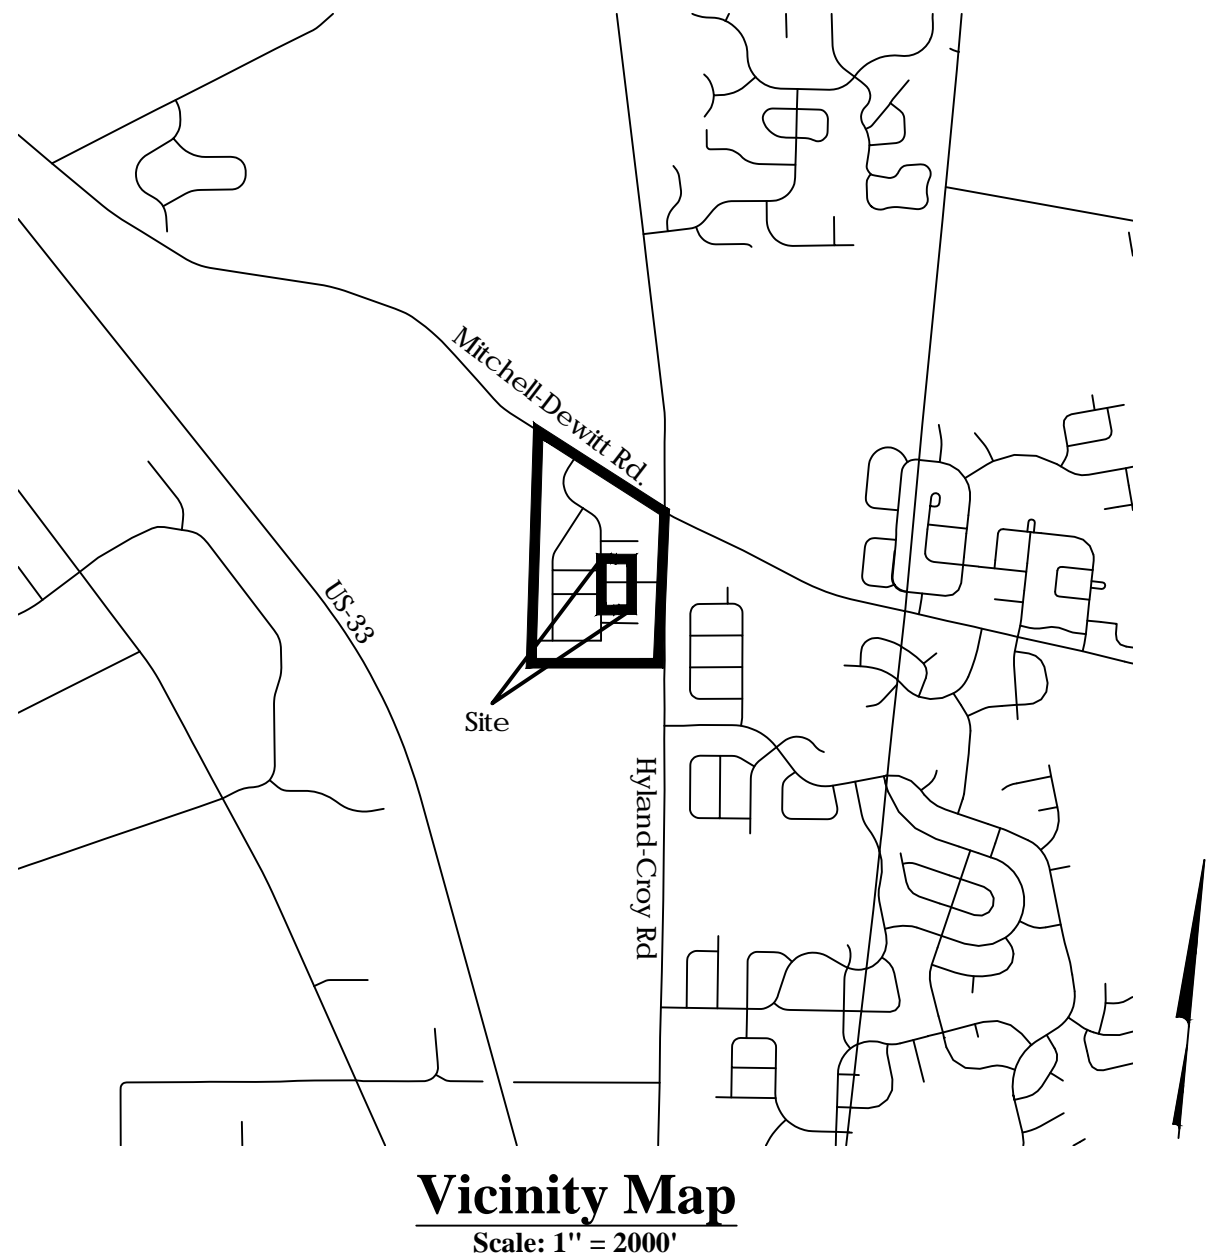 Mitchell-Dewitt Rd.
US-33
Site
Hyland-Croy Rd
Vicinity Map
Scale: 1" = 2000'